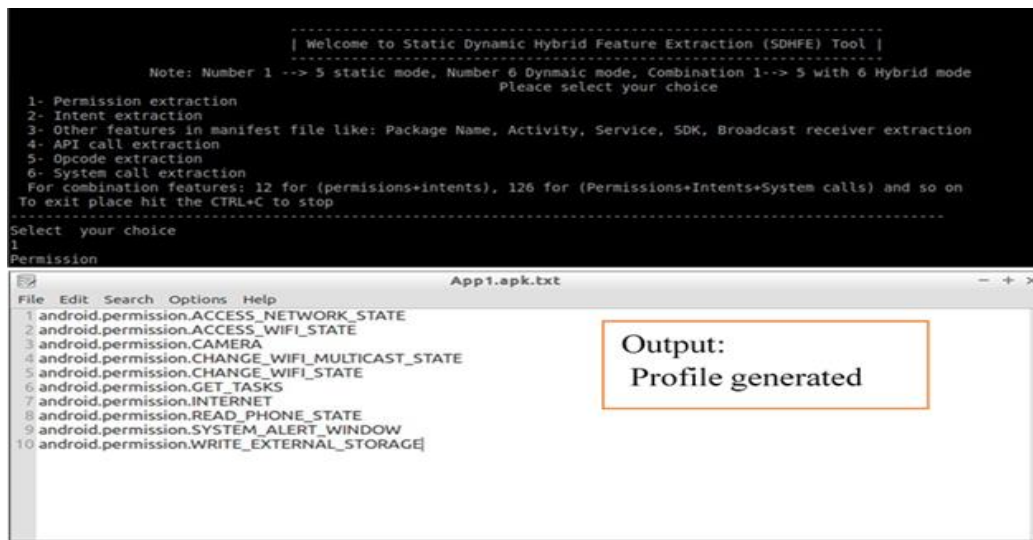 | Welcome to Static Dynamic Hybrid Feature Extraction (SDHFE) Tool |
Note: Number 1 --> 5 static mode, Number 6 Dynmaic mode, Combination 1--> 5 with 6 Hybrid mode
Pleace select your choice
1- Permission extraction
2- Intent extraction
3- Other features in manifest file like: Package Name, Activity, Service, SDK, Broadcast receiver extraction
4- API call extraction
5- Opcode extraction
6- System call extraction
For combination features: 12 for (permisions+intents), 126 for (Permissions+Intents+System calls) and so on
To exit place hit the CTRL+C to stop
Select your choice
1
Permission
App1.apk.txt
File Edit Search Options Help
1 android.permission.ACCESS_NETWORK_STATE
2 android.permission.ACCESS_WIFI_STATE
3 android.permission.CAMERA
4 android.permission.CHANGE_WIFI_MULTICAST_STATE
5 android.permission.CHANGE_WIFI_STATE
6 android.permission.GET_TASKS
7 android.permission.INTERNET
8 android.permission.READ_PHONE_STATE
9 android.permission.SYSTEM_ALERT_WINDOW
10 android.permission.WRITE_EXTERNAL_STORAGE
Output:
Profile generated